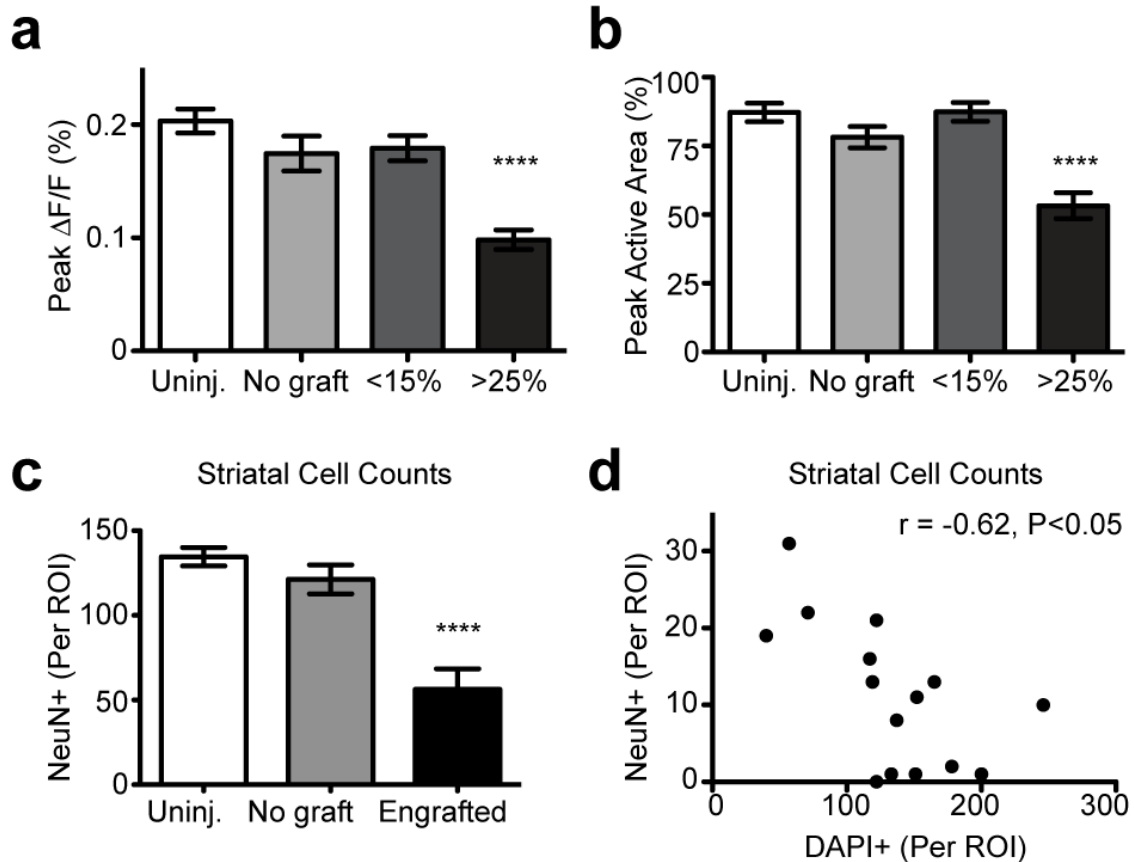 a
Peak ΔF/F (%)
0.2
0.1
0
****
Uninj. No graft <15% >25%
b
Peak Active Area (%)
100
75
50
25
0
****
Uninj. No graft <15% >25%
c
Striatal Cell Counts
NeuN+ (Per ROI)
150
100
50
0
****
Uninj. No graft Engrafted
d
Striatal Cell Counts
r = -0.62, P<0.05
NeuN+ (Per ROI)
30
20
10
0
0 100 200 300
DAPI+ (Per ROI)